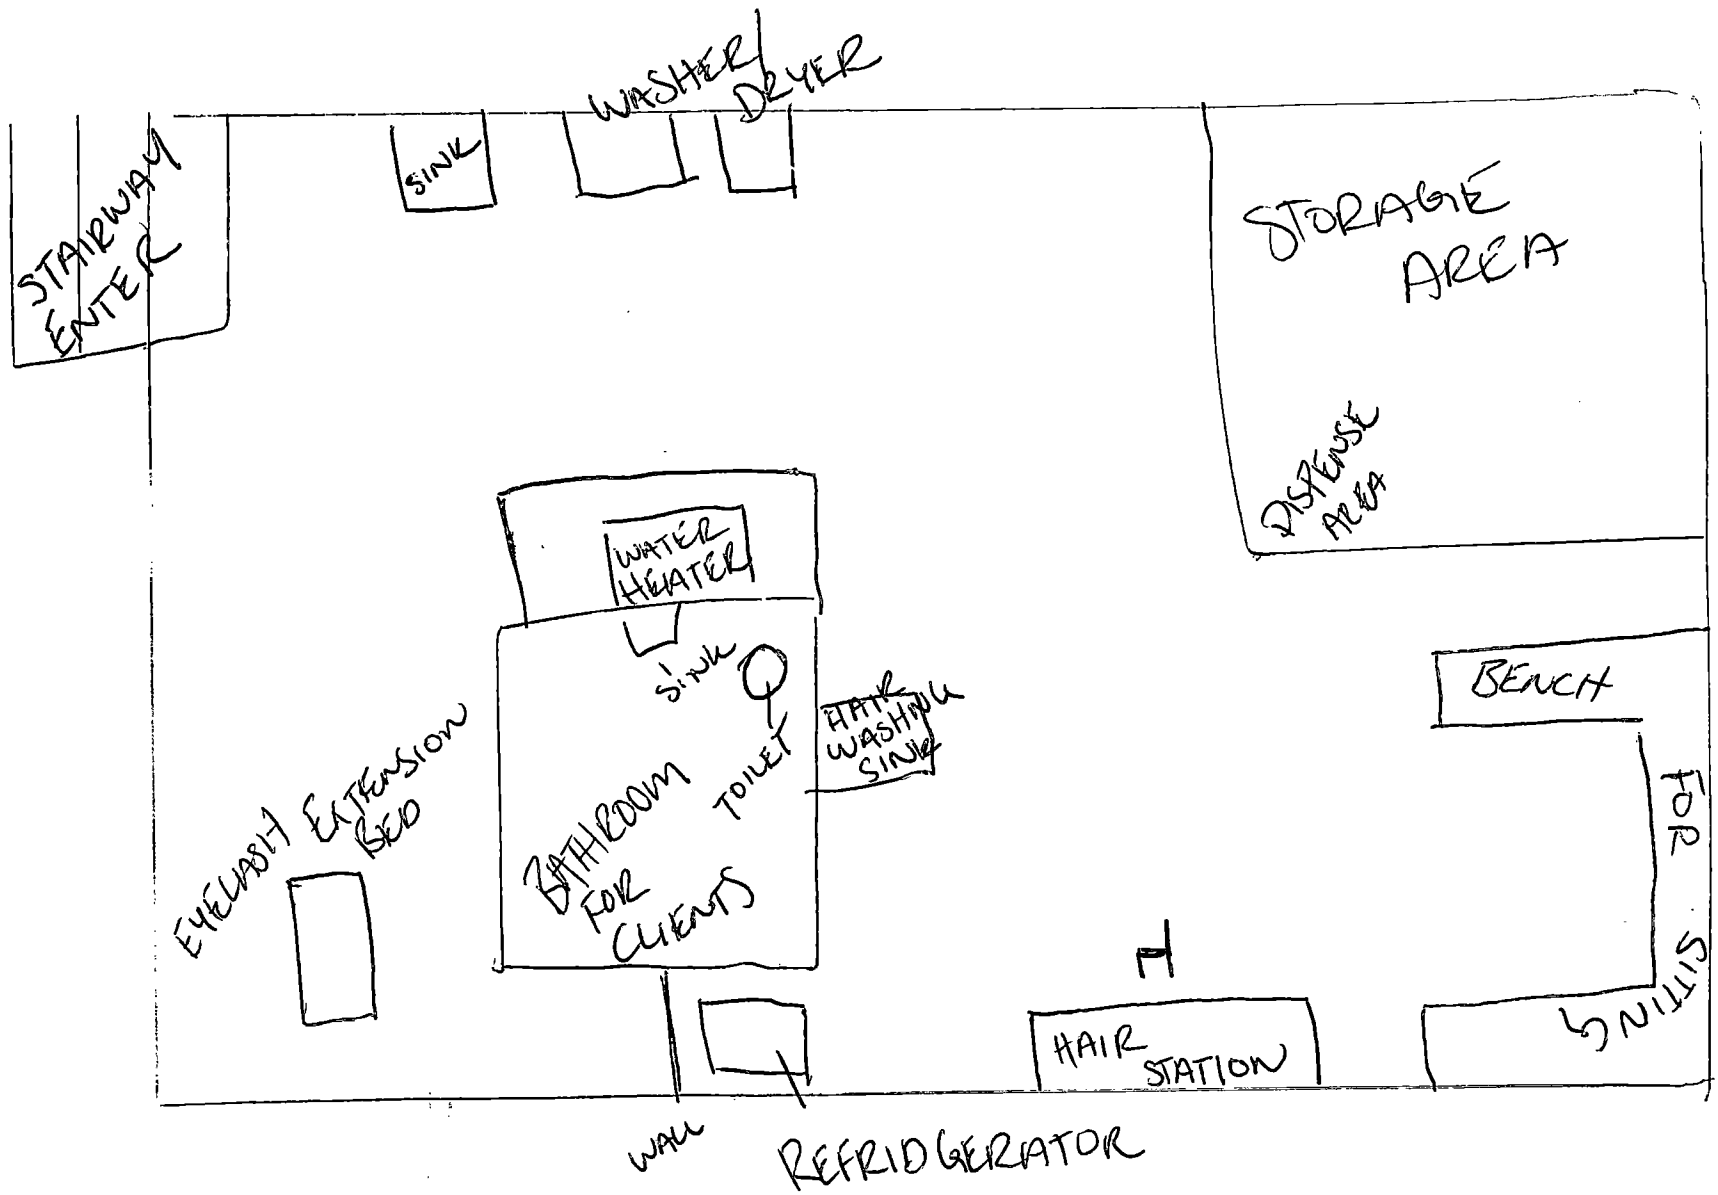 WASHER/
DRYER
STAIRWAY
ENTER
SINK
STORAGE
AREA
DISPENSE
AREA
WATER
HEATER
SINK
TOILET
HAIR
WASHING
SINK
BENCH
FOR
SITTING
EYELASH EXTENSION
BED
BATHROOM
FOR
CLIENTS
HAIR
STATION
WALL
REFRIDGERATOR